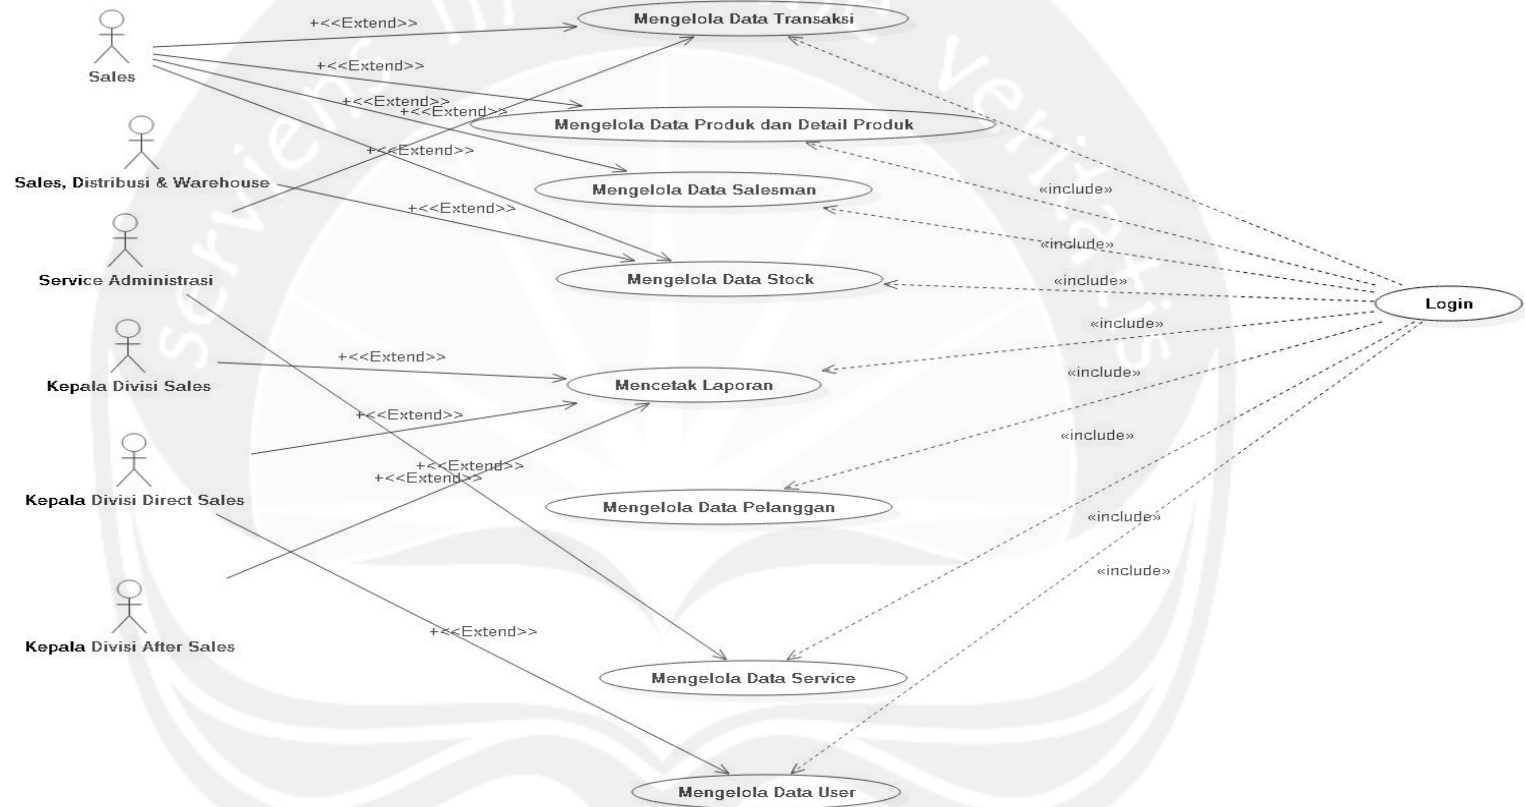 Mengelola Data Transaksi
+<<Extend>>
Sales
+<<Extend>>
+<<Extend>>
+<<Extend>>
Mengelola Data Produk dan Detail Produk
+<<Extend>>
Sales, Distribusi & Warehouse
Mengelola Data Salesman
«include»
+<<Extend>>
«include»
Service Administrasi
Mengelola Data Stock
«include»
Login
«include»
+<<Extend>>
Kepala Divisi Sales
Mencetak Laporan
«include»
+<<Extend>>
«include»
+<<Extend>>
+<<Extend>>
Kepala Divisi Direct Sales
Mengelola Data Pelanggan
«include»
«include»
+<<Extend>>
Kepala Divisi After Sales
Mengelola Data Service
Mengelola Data User
serviens
veritatis